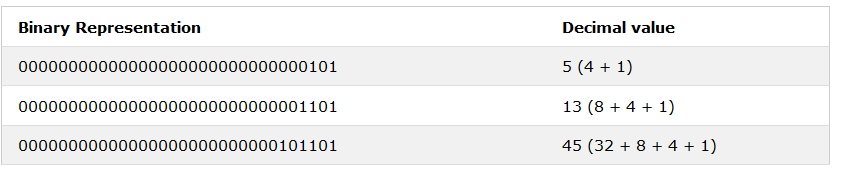 Binary Representation Decimal value
00000000000000000000000000000101 5 (4 + 1)
00000000000000000000000000001101 13 (8 + 4 + 1)
00000000000000000000000000101101 45 (32 + 8 + 4 + 1)